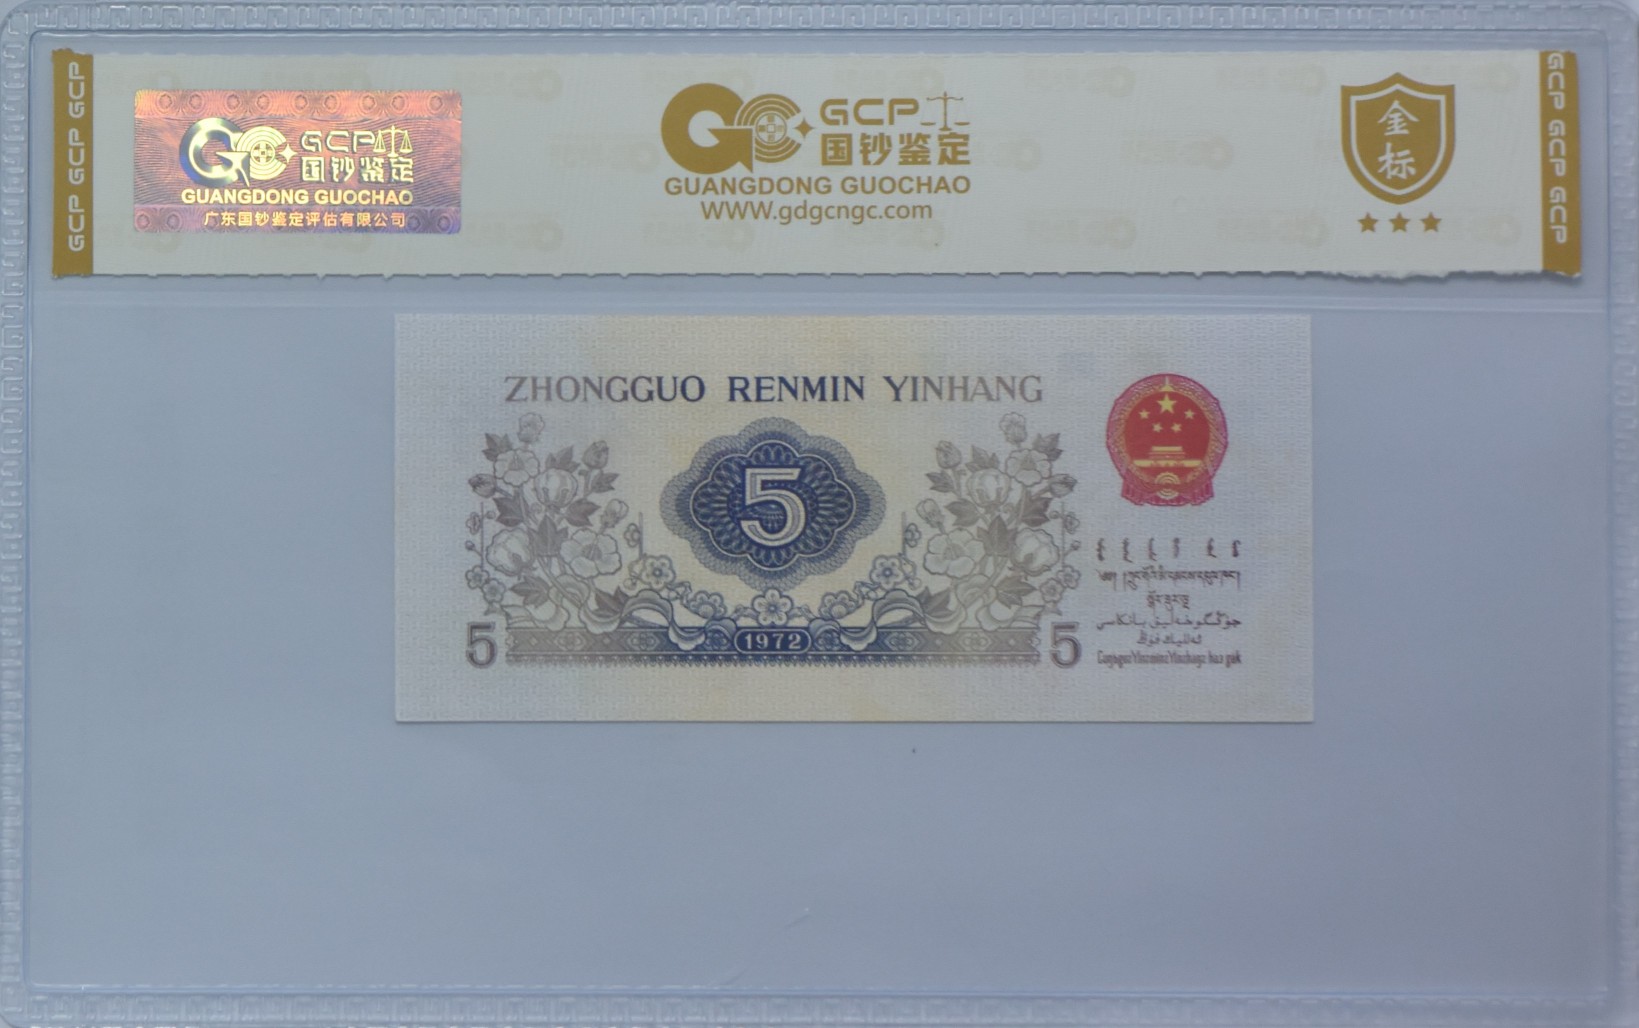 GCP GCP GCP
GCP
国钞鉴定
GUANGDONG GUOCHAO
广东国钞鉴定评估有限公司
GCP
国钞鉴定
GUANGDONG GUOCHAO
WWW.gdgcngc.com
金标
GCP GCP GCP
ZHONGGUO RENMIN YINHANG
5
1972
5
5